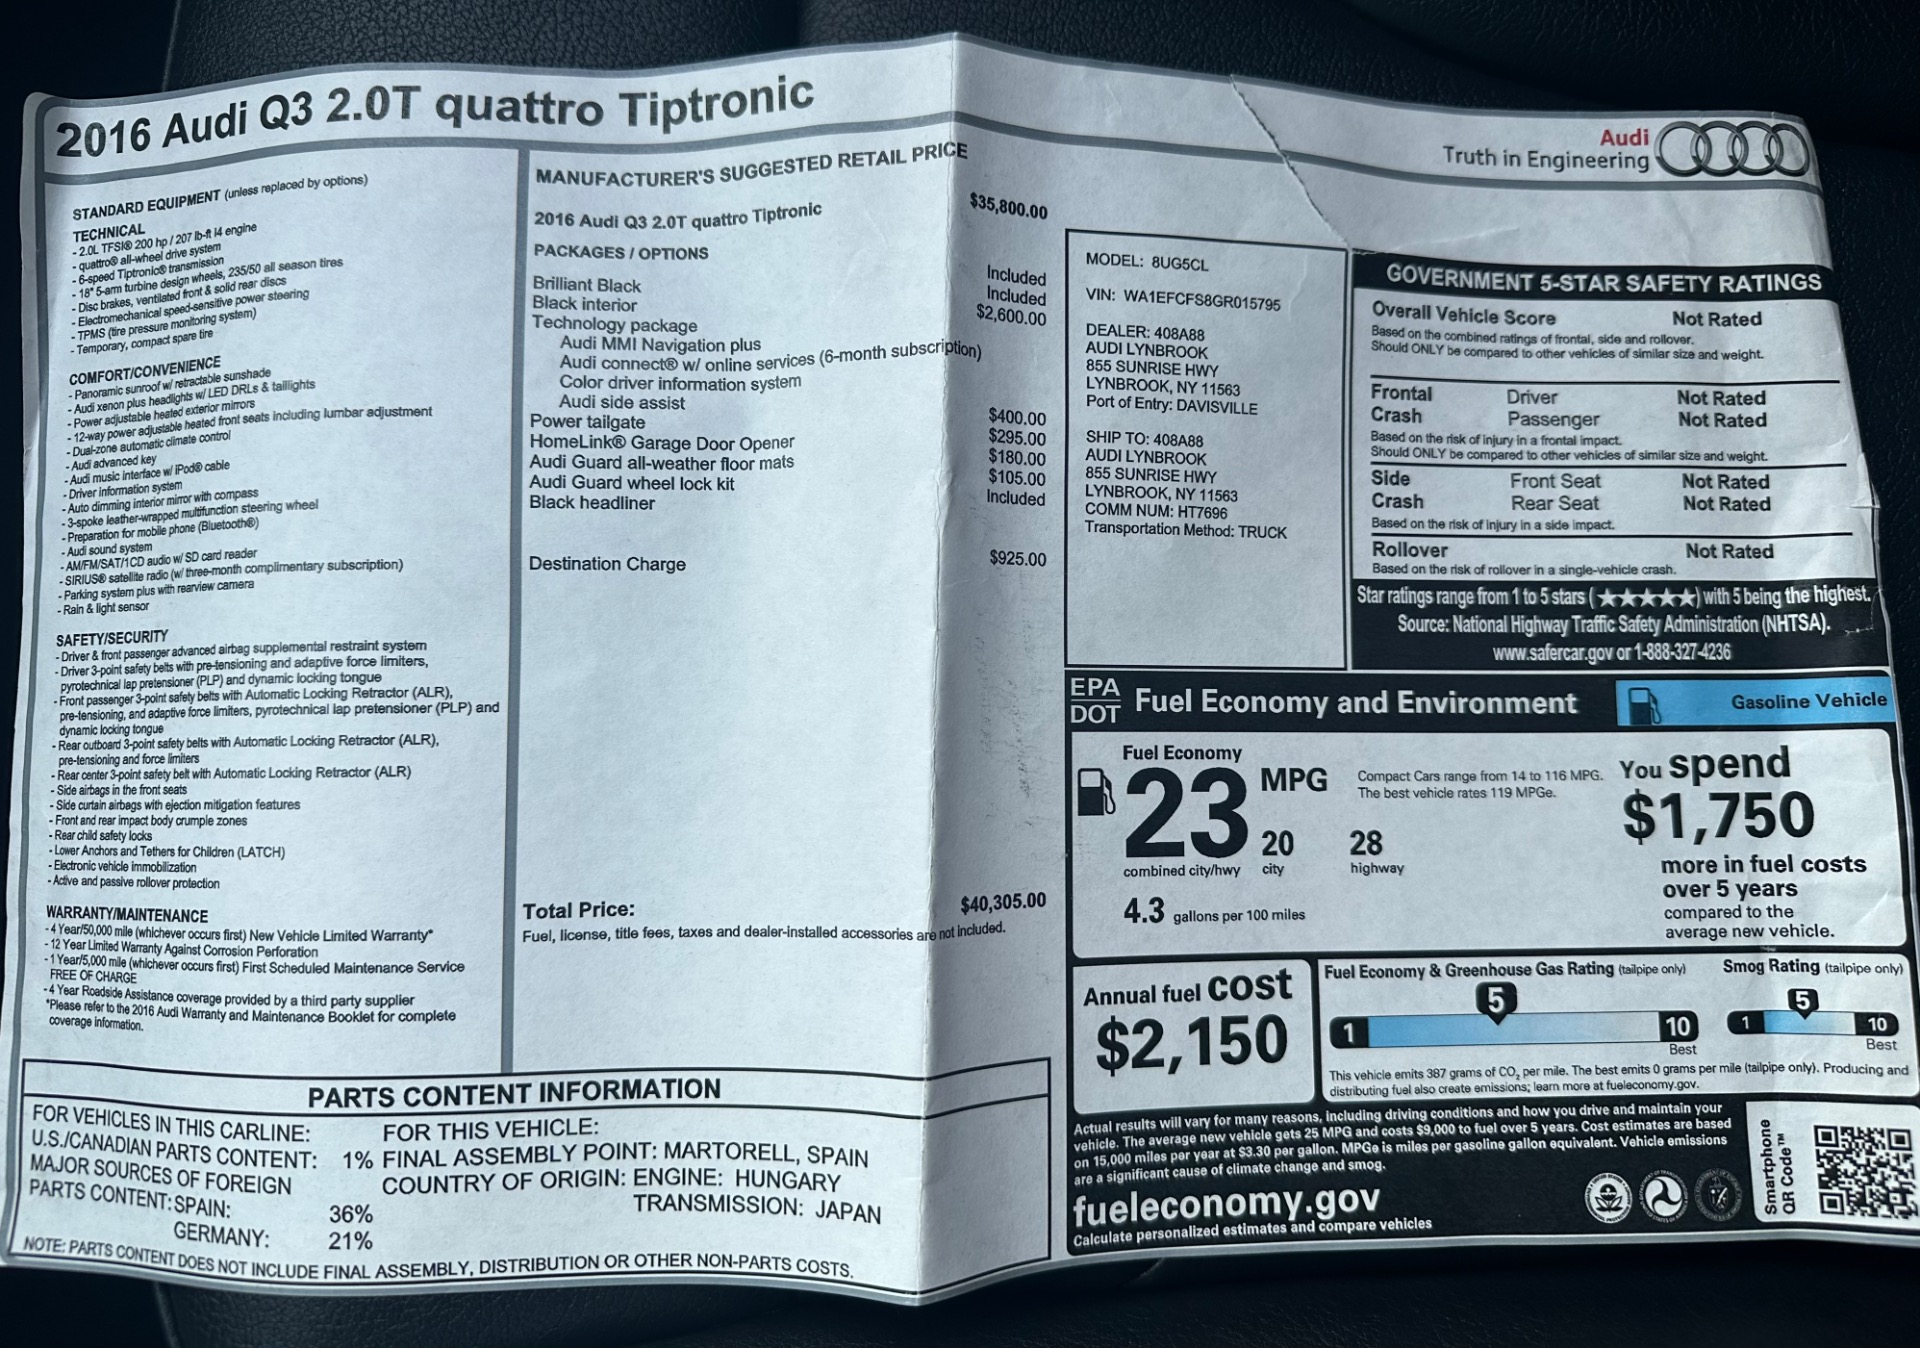 2016 Audi Q3 2.0T quattro Tiptronic
Audi
Truth in Engineering
STANDARD EQUIPMENT (unless replaced by options)
TECHNICAL
- 2.0L TFSI® 200 hp / 207 lb-ft I4 engine
- quattro® all-wheel drive system
- 6-speed Tiptronic® transmission
- 18" 5-arm turbine design wheels, 235/50 all season tires
- Disc brakes, ventilated front & solid rear discs
- Electromechanical speed-sensitive power steering
- TPMS (tire pressure monitoring system)
- Temporary, compact spare tire
COMFORT/CONVENIENCE
- Panoramic sunroof w/ retractable sunshade
- Audi xenon plus headlights w/ LED DRLs & taillights
- Power adjustable heated exterior mirrors
- 12-way power adjustable heated front seats including lumbar adjustment
- Dual-zone automatic climate control
- Audi advanced key
- Audi music interface w/ iPod® cable
- Driver information system
- Auto dimming interior mirror with compass
- 3-spoke leather-wrapped multifunction steering wheel
- Preparation for mobile phone (Bluetooth®)
- Audi sound system
- AM/FM/SAT/1CD audio w/ SD card reader
- SIRIUS® satellite radio (w/ three-month complimentary subscription)
- Parking system plus with rearview camera
- Rain & light sensor
SAFETY/SECURITY
- Driver & front passenger advanced airbag supplemental restraint system
- Driver 3-point safety belts with pre-tensioning and adaptive force limiters,
pyrotechnical lap pretensioner (PLP) and dynamic locking tongue
- Front passenger 3-point safety belts with Automatic Locking Retractor (ALR),
pre-tensioning, and adaptive force limiters, pyrotechnical lap pretensioner (PLP) and
dynamic locking tongue
- Rear outboard 3-point safety belts with Automatic Locking Retractor (ALR),
pre-tensioning and force limiters
- Rear center 3-point safety belt with Automatic Locking Retractor (ALR)
- Side airbags in the front seats
- Side curtain airbags with ejection mitigation features
- Front and rear impact body crumple zones
- Rear child safety locks
- Lower Anchors and Tethers for Children (LATCH)
- Electronic vehicle immobilization
- Active and passive rollover protection
WARRANTY/MAINTENANCE
- 4 Year/50,000 mile (whichever occurs first) New Vehicle Limited Warranty*
- 12 Year Limited Warranty Against Corrosion Perforation
- 1 Year/5,000 mile (whichever occurs first) First Scheduled Maintenance Service
FREE OF CHARGE
- 4 Year Roadside Assistance coverage provided by a third party supplier
*Please refer to the 2016 Audi Warranty and Maintenance Booklet for complete
coverage information.
MANUFACTURER'S SUGGESTED RETAIL PRICE
2016 Audi Q3 2.0T quattro Tiptronic $35,800.00
PACKAGES / OPTIONS
Brilliant Black Included
Black interior Included
Technology package $2,600.00
Audi MMI Navigation plus
Audi connect® w/ online services (6-month subscription)
Color driver information system
Audi side assist
Power tailgate $400.00
HomeLink® Garage Door Opener $295.00
Audi Guard all-weather floor mats $180.00
Audi Guard wheel lock kit $105.00
Black headliner Included
Destination Charge $925.00
Total Price: $40,305.00
Fuel, license, title fees, taxes and dealer-installed accessories are not included.
PARTS CONTENT INFORMATION
FOR VEHICLES IN THIS CARLINE:
U.S./CANADIAN PARTS CONTENT: 1%
MAJOR SOURCES OF FOREIGN
PARTS CONTENT: SPAIN: 36%
GERMANY: 21%
FOR THIS VEHICLE:
FINAL ASSEMBLY POINT: MARTORELL, SPAIN
COUNTRY OF ORIGIN: ENGINE: HUNGARY
TRANSMISSION: JAPAN
NOTE: PARTS CONTENT DOES NOT INCLUDE FINAL ASSEMBLY, DISTRIBUTION OR OTHER NON-PARTS COSTS.
MODEL: 8UG5CL
VIN: WA1EFCFS8GR015795
DEALER: 408A88
AUDI LYNBROOK
855 SUNRISE HWY
LYNBROOK, NY 11563
Port of Entry: DAVISVILLE
SHIP TO: 408A88
AUDI LYNBROOK
855 SUNRISE HWY
LYNBROOK, NY 11563
COMM NUM: HT7696
Transportation Method: TRUCK
GOVERNMENT 5-STAR SAFETY RATINGS
Overall Vehicle Score Not Rated
Based on the combined ratings of frontal, side and rollover.
Should ONLY be compared to other vehicles of similar size and weight.
Frontal Driver Not Rated
Crash Passenger Not Rated
Based on the risk of injury in a frontal impact.
Should ONLY be compared to other vehicles of similar size and weight.
Side Front Seat Not Rated
Crash Rear Seat Not Rated
Based on the risk of injury in a side impact.
Rollover Not Rated
Based on the risk of rollover in a single-vehicle crash.
Star ratings range from 1 to 5 stars (★★★★★) with 5 being the highest.
Source: National Highway Traffic Safety Administration (NHTSA).
www.safercar.gov or 1-888-327-4236
EPA
DOT
Fuel Economy and Environment
Gasoline Vehicle
Fuel Economy
23 MPG
combined city/hwy
20
city
28
highway
4.3 gallons per 100 miles
Compact Cars range from 14 to 116 MPG.
The best vehicle rates 119 MPGe.
You spend
$1,750
more in fuel costs
over 5 years
compared to the
average new vehicle.
Annual fuel cost
$2,150
Fuel Economy & Greenhouse Gas Rating (tailpipe only)
5
1 10
Best
Smog Rating (tailpipe only)
5
1 10
Best
This vehicle emits 387 grams of CO₂ per mile. The best emits 0 grams per mile (tailpipe only). Producing and
distributing fuel also create emissions; learn more at fueleconomy.gov.
Actual results will vary for many reasons, including driving conditions and how you drive and maintain your
vehicle. The average new vehicle gets 25 MPG and costs $9,000 to fuel over 5 years. Cost estimates are based
on 15,000 miles per year at $3.30 per gallon. MPGe is miles per gasoline gallon equivalent. Vehicle emissions
are a significant cause of climate change and smog.
fueleconomy.gov
Calculate personalized estimates and compare vehicles
Smartphone
QR Code™